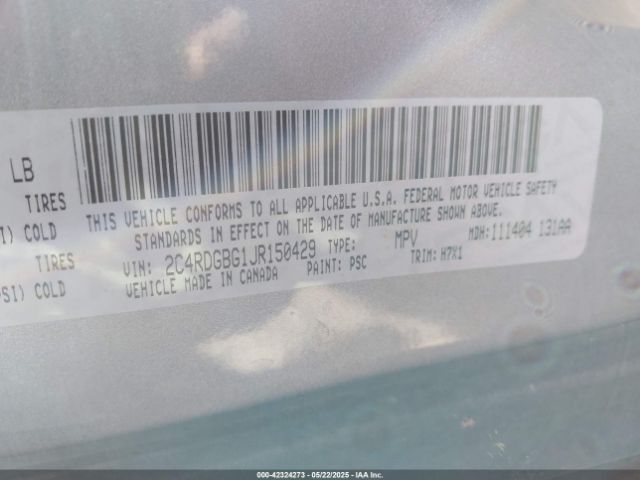 LB
TIRES
THIS VEHICLE CONFORMS TO ALL APPLICABLE U.S.A. FEDERAL MOTOR VEHICLE SAFETY
SI) COLD
STANDARDS IN EFFECT ON THE DATE OF MANUFACTURE SHOWN ABOVE.
TIRES
VIN: 2C4RDGBG1JR150429 TYPE: MPV MDH:111404 131AA
PSI) COLD
VEHICLE MADE IN CANADA PAINT: PSC TRIM: H7X1
000-42324273 — 05/22/2025 — IAA Inc.